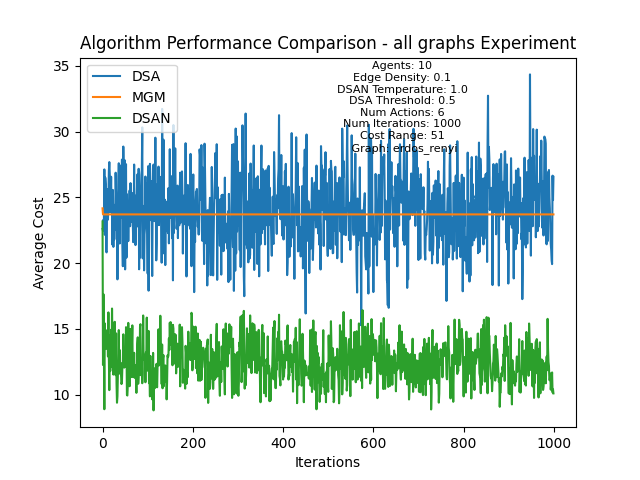 Algorithm Performance Comparison - all graphs Experiment
DSA
MGM
DSAN
Agents: 10
Edge Density: 0.1
DSAN Temperature: 1.0
DSA Threshold: 0.5
Num Actions: 6
Num Iterations: 1000
Cost Range: 51
Graph: erdos_renyi
Average Cost
35
30
25
20
15
10
0
200
400
600
800
1000
Iterations